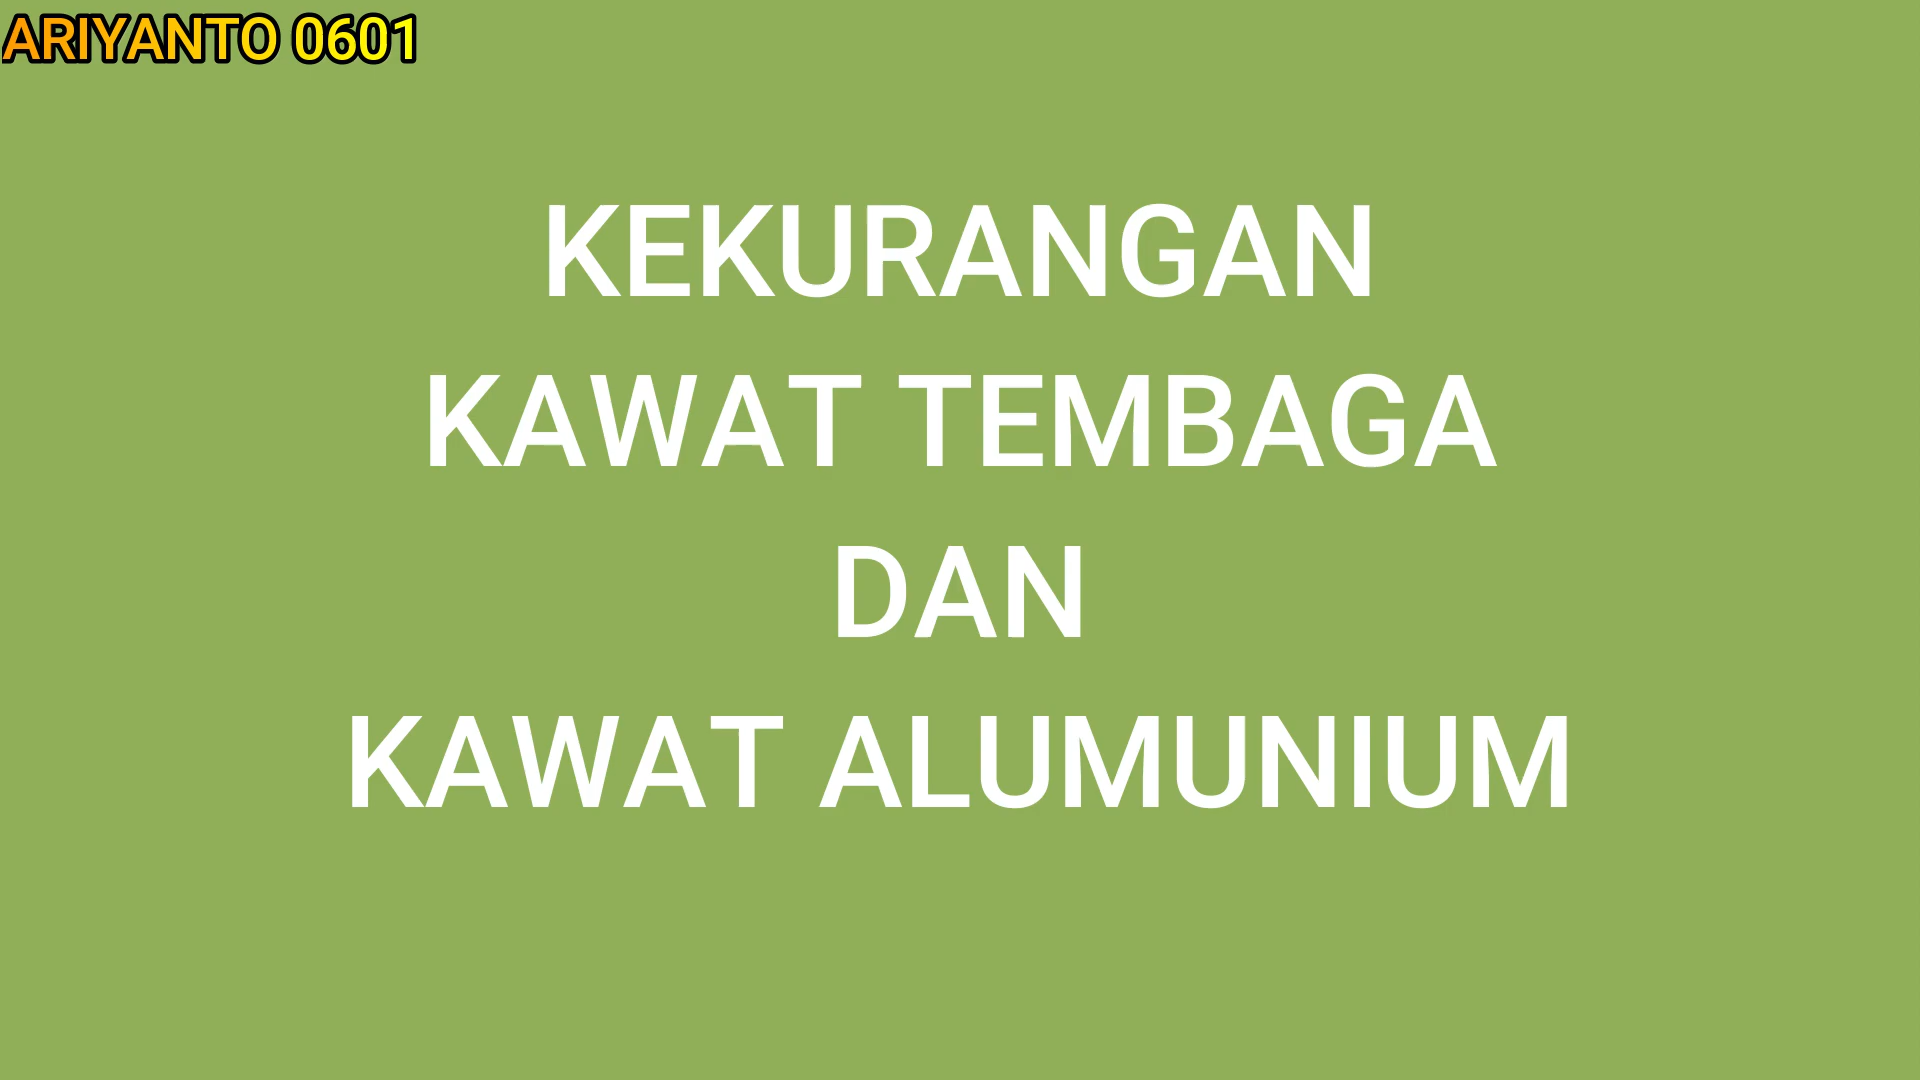 ARIYANTO 0601
KEKURANGAN
KAWAT TEMBAGA
DAN
KAWAT ALUMUNIUM